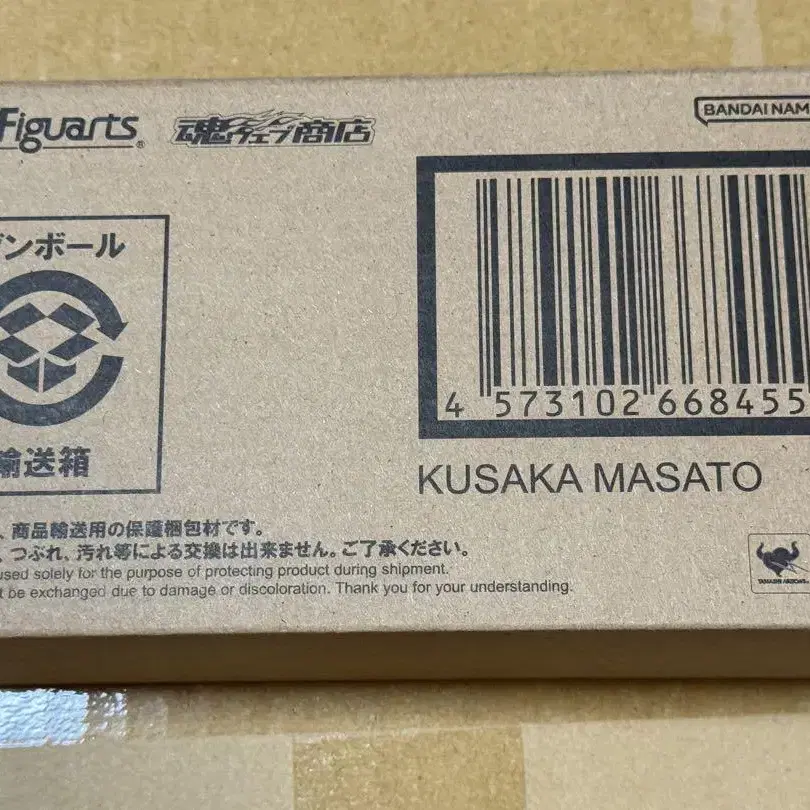 Figuarts®
魂ウェブ商店
BANDAI NAM
ンボール
輸送箱
4 573102 668455
KUSAKA MASATO
、商品輸送用の保護梱包材です。
、つぶれ、汚れ等による交換は出来ません。ご了承ください。
used solely for the purpose of protecting product during shipment.
t be exchanged due to damage or discoloration. Thank you for your understanding.
TAMASHII NATIONS